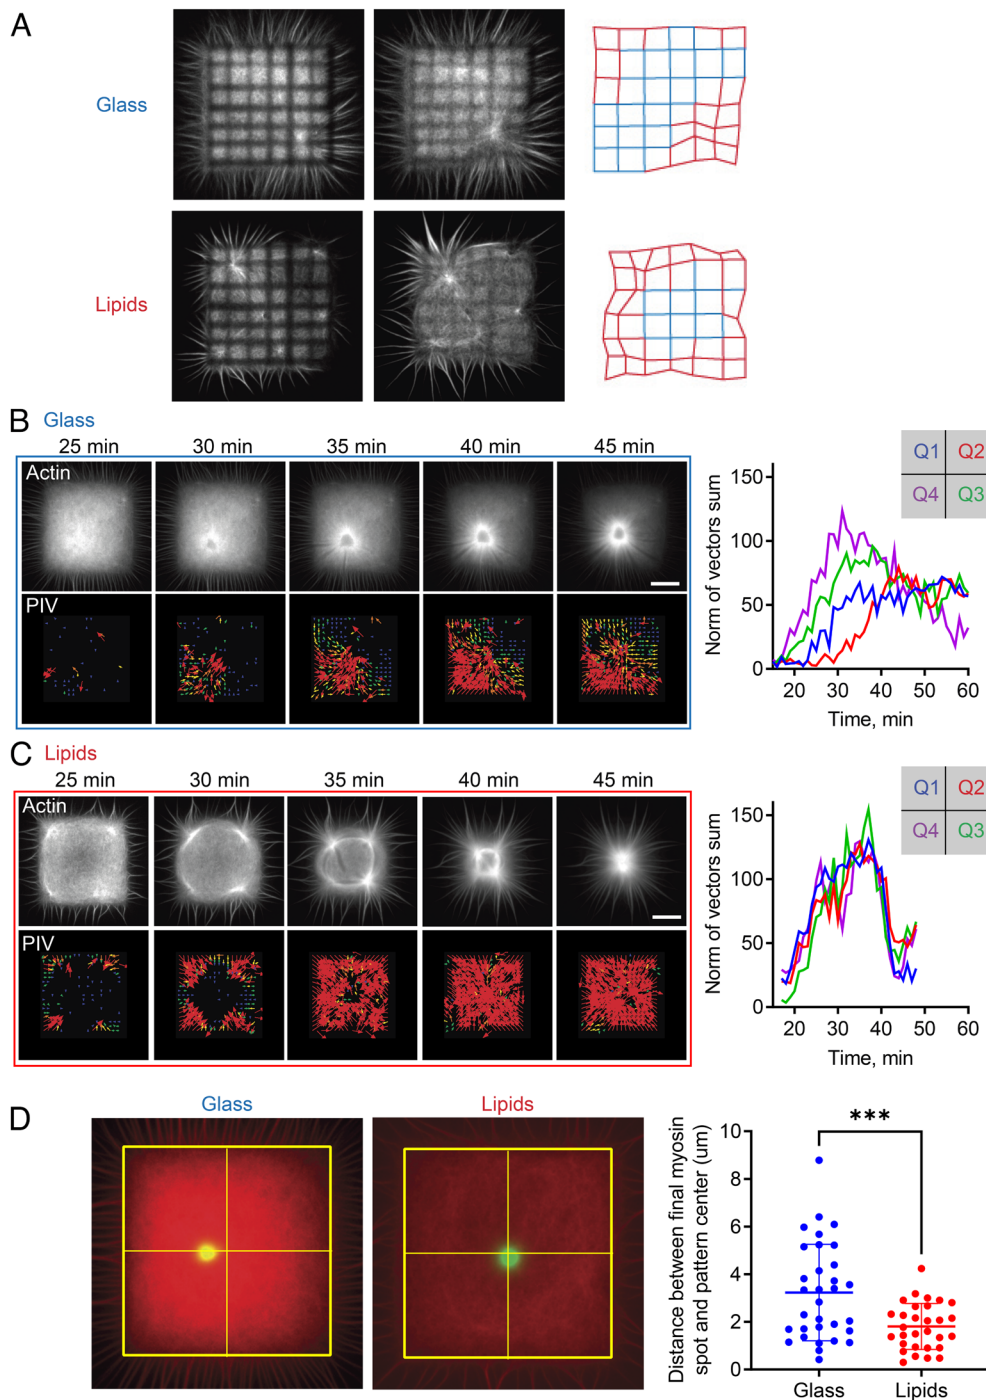 A
Glass
Lipids
B Glass
25 min 30 min 35 min 40 min 45 min
Actin
PIV
Q1 Q2
Q4 Q3
Norm of vectors sum
150
100
50
0
20 30 40 50 60
Time, min
C Lipids
25 min 30 min 35 min 40 min 45 min
Actin
PIV
Q1 Q2
Q4 Q3
Norm of vectors sum
150
100
50
0
20 30 40 50 60
Time, min
D
Glass Lipids
Distance between final myosin
spot and pattern center (um)
***
10
8
6
4
2
0
Glass Lipids